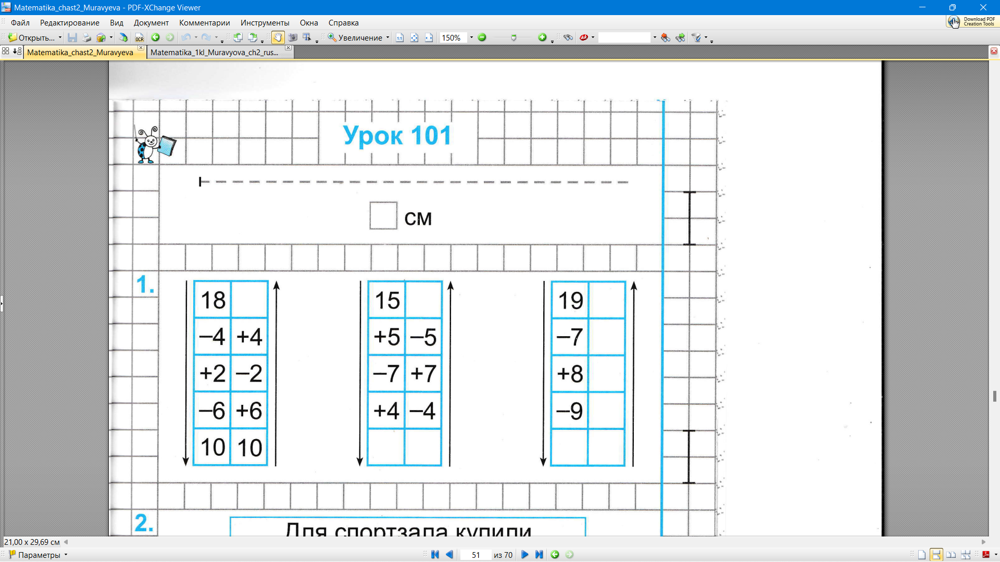 Matematika_chast2_Muravyeva - PDF-XChange Viewer
Файл Редактирование Вид Документ Комментарии Инструменты Окна Справка
Download PDF
Creation Tools
Открыть... OCR Увеличение 1:1 150%
Matematika_chast2_Muravyeva Matematika_1kl_Muravyova_ch2_rus...
Урок 101
см
1.
18 15 19
–4 +4 +5 –5 –7
+2 –2 –7 +7 +8
–6 +6 +4 –4 –9
10 10
2.
Для спортзала купили
21,00 x 29,69 см
Параметры 51 из 70